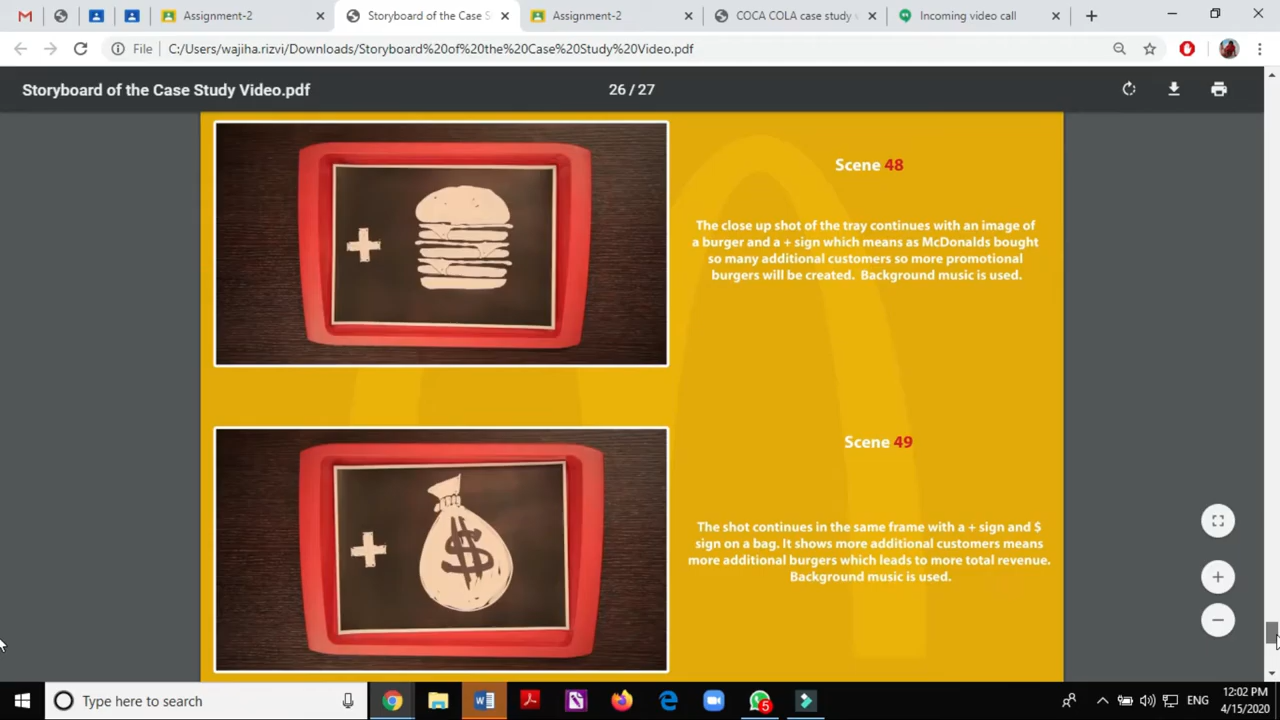 Assignment-2
Storyboard of the Case S
Assignment-2
COCA COLA case study v
Incoming video call
File
C:/Users/wajiha.rizvi/Downloads/Storyboard%20of%20the%20Case%20Study%20Video.pdf
Storyboard of the Case Study Video.pdf
26 / 27
Scene 48
The close up shot of the tray continues with an image of
a burger and a + sign which means as McDonalds bought
so many additional customers so more promotional
burgers will be created. Background music is used.
+
Scene 49
The shot continues in the same frame with a + sign and $
sign on a bag. It shows more additional customers means
more additional burgers which leads to more total revenue.
Background music is used.
+
$
Type here to search
5
ENG
12:02 PM
4/15/2020